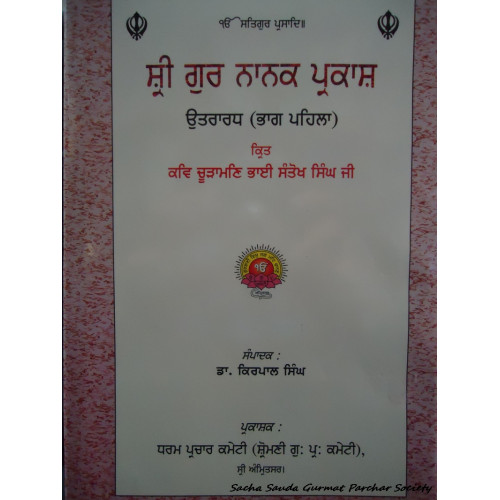 ੴ ਸਤਿਗੁਰ ਪ੍ਰਸਾਦਿ॥
ਸ਼੍ਰੀ ਗੁਰ ਨਾਨਕ ਪ੍ਰਕਾਸ਼
ਉਤਰਾਰਧ (ਭਾਗ ਪਹਿਲਾ)
ਕ੍ਰਿਤ
ਕਵਿ ਚੂੜਾਮਣਿ ਭਾਈ ਸੰਤੋਖ ਸਿੰਘ ਜੀ
ੴ
ਸੰਪਾਦਕ :
ਡਾ. ਕਿਰਪਾਲ ਸਿੰਘ
ਪ੍ਰਕਾਸ਼ਕ :
ਧਰਮ ਪ੍ਰਚਾਰ ਕਮੇਟੀ (ਸ਼੍ਰੋਮਣੀ ਗੁ: ਪ੍ਰ: ਕਮੇਟੀ),
ਸ੍ਰੀ ਅੰਮ੍ਰਿਤਸਰ।
Sacha Sauda Gurmat Parchar Society